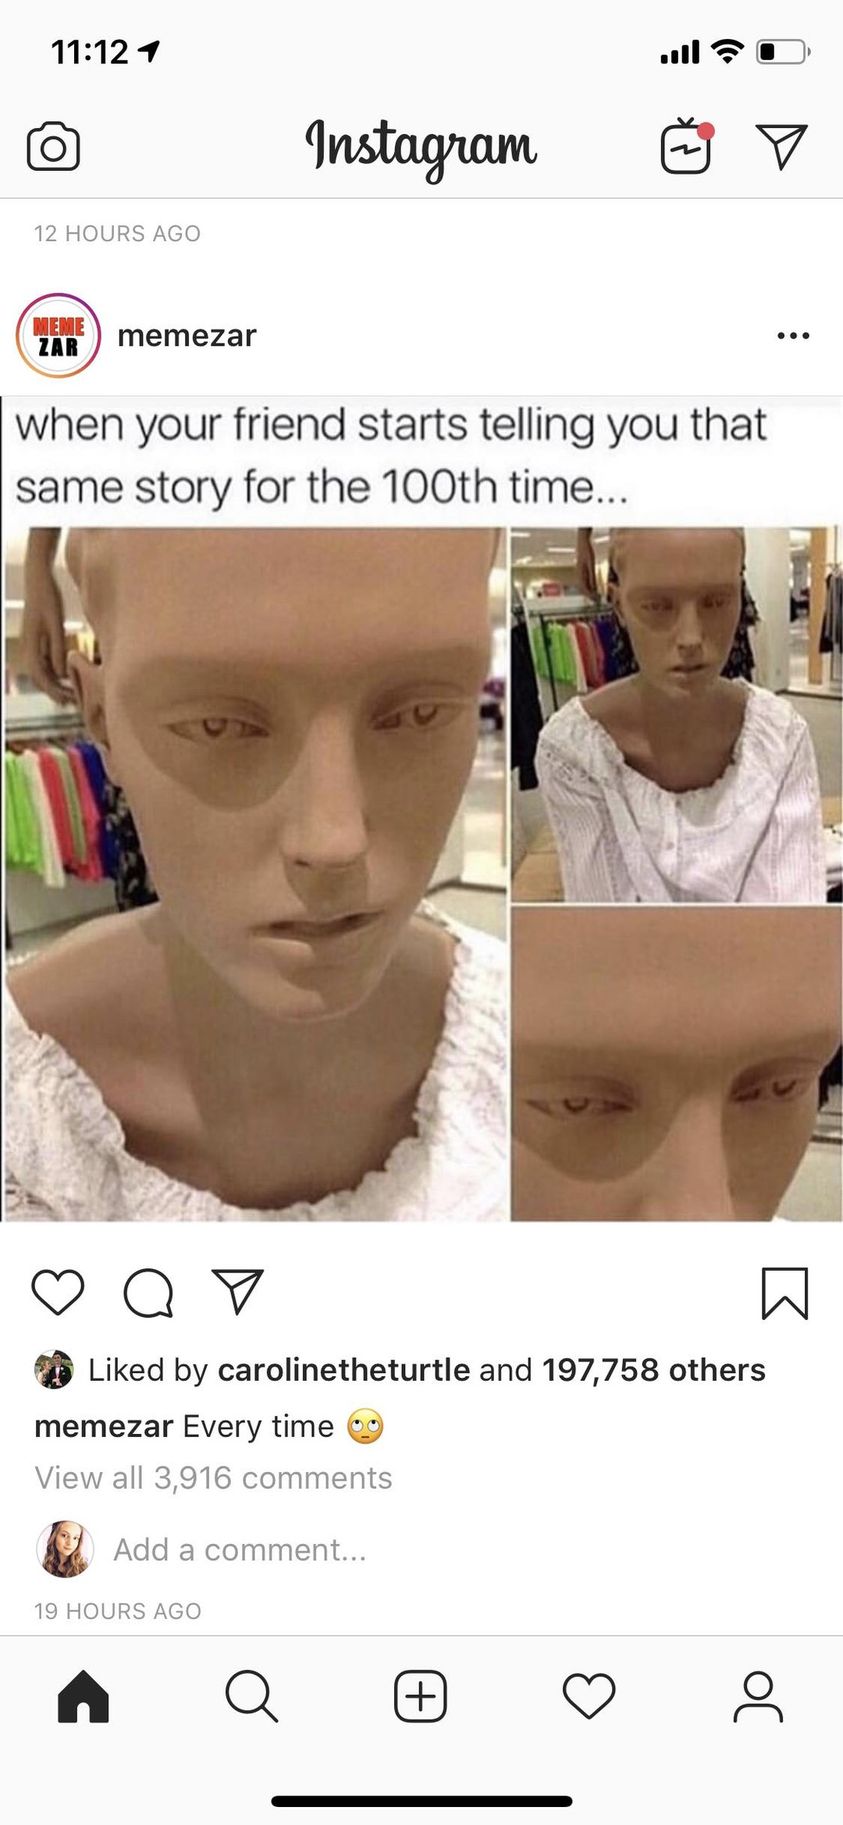 11:12
Instagram
12 HOURS AGO
MEME
ZAR
memezar
when your friend starts telling you that
same story for the 100th time...
Liked by carolinetheturtle and 197,758 others
memezar Every time 🙄
View all 3,916 comments
Add a comment...
19 HOURS AGO